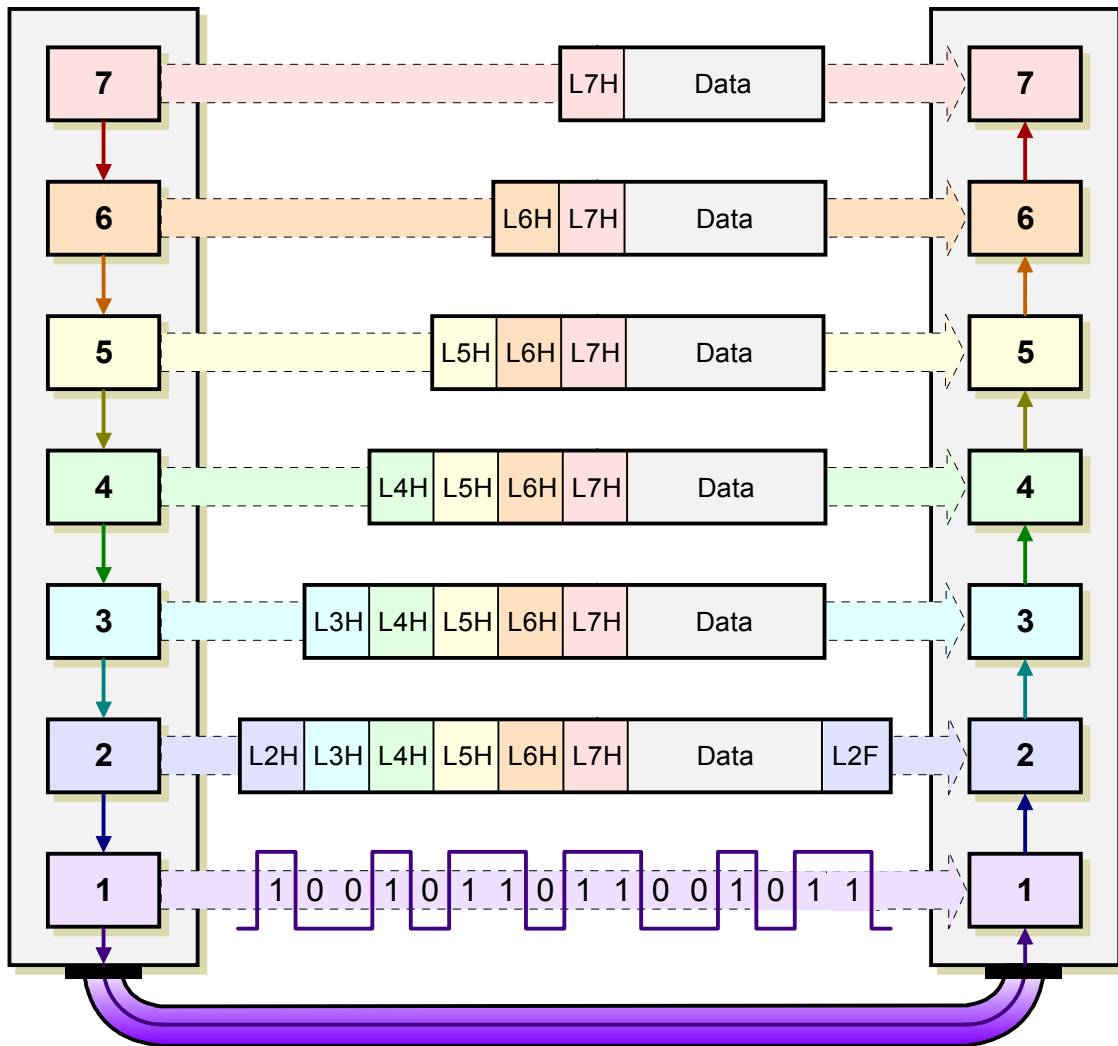 7 L7H Data 7
6 L6H L7H Data 6
5 L5H L6H L7H Data 5
4 L4H L5H L6H L7H Data 4
3 L3H L4H L5H L6H L7H Data 3
2 L2H L3H L4H L5H L6H L7H Data L2F 2
1 1 0 0 1 0 1 1 0 1 1 0 0 1 0 1 1 1